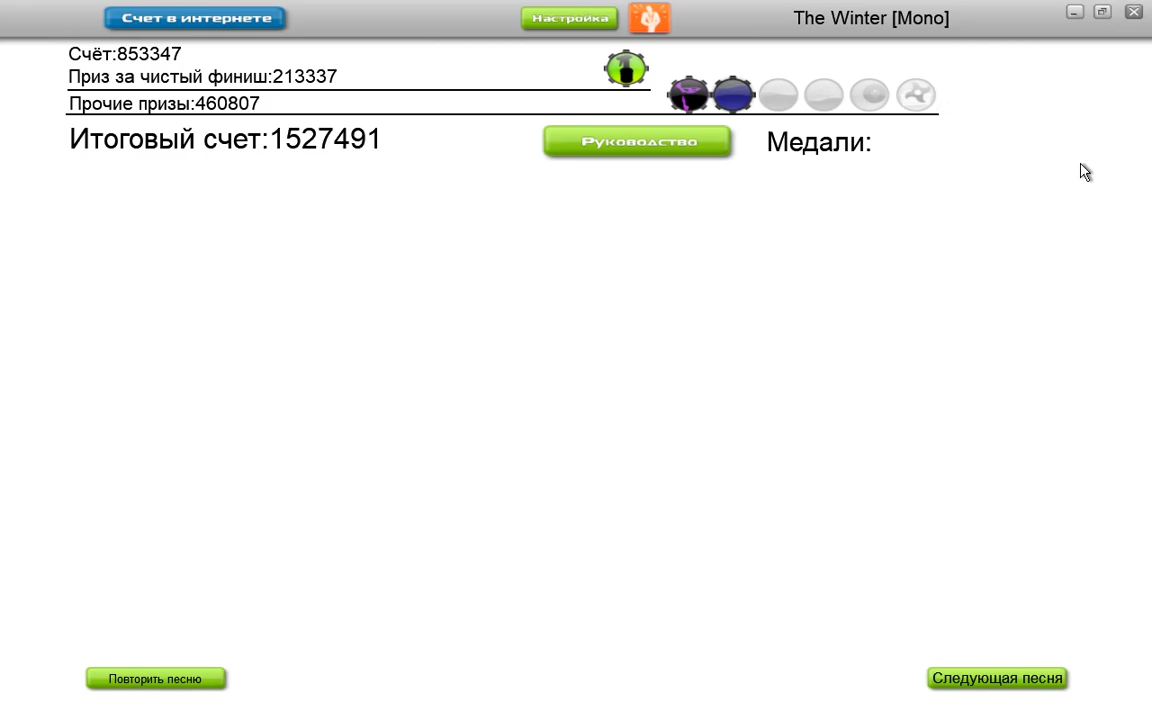 Счет в интернете
Настройка
The Winter [Mono]
Счёт:853347
Приз за чистый финиш:213337
Прочие призы:460807
Итоговый счет:1527491
Руководство
Медали:
Повторить песню
Следующая песня